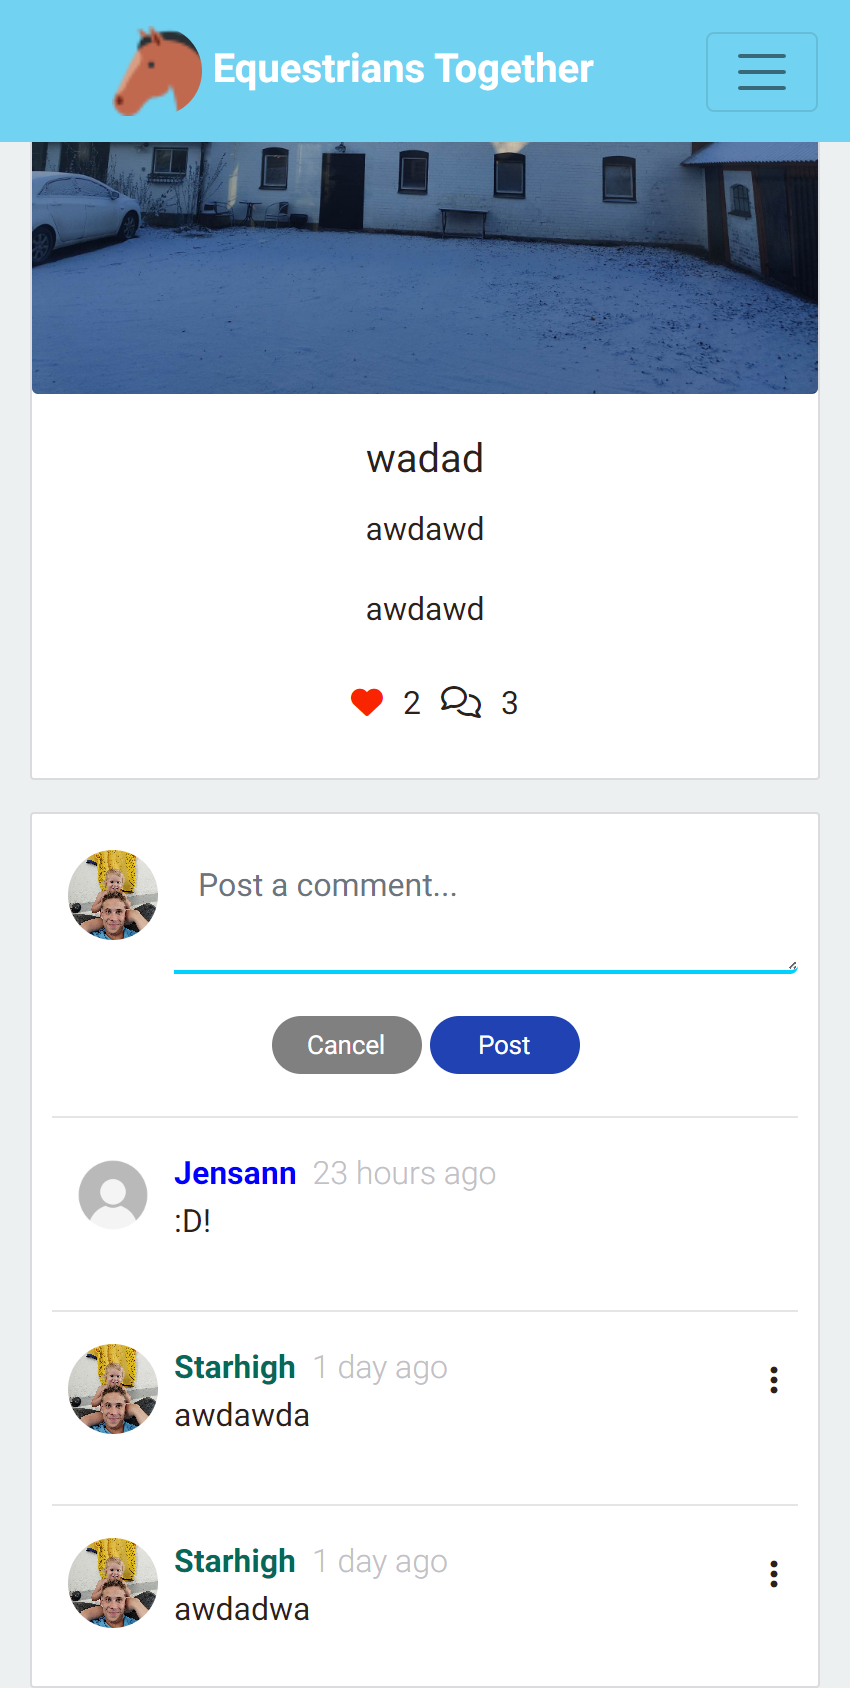 Equestrians Together
wadad
awdawd
awdawd
2 3
Post a comment...
Cancel Post
Jensann 23 hours ago
:D!
Starhigh 1 day ago
awdawda
Starhigh 1 day ago
awdadwa